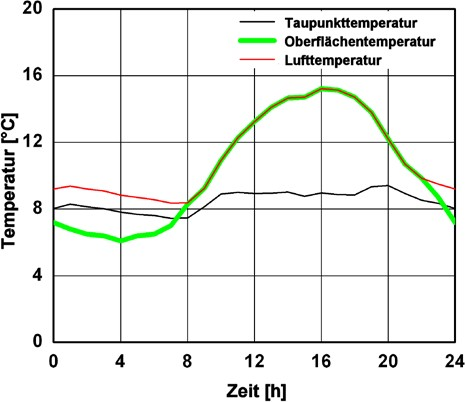 20
Taupunkttemperatur
Oberflächentemperatur
Lufttemperatur
16
12
8
4
0
Temperatur [°C]
0 4 8 12 16 20 24
Zeit [h]